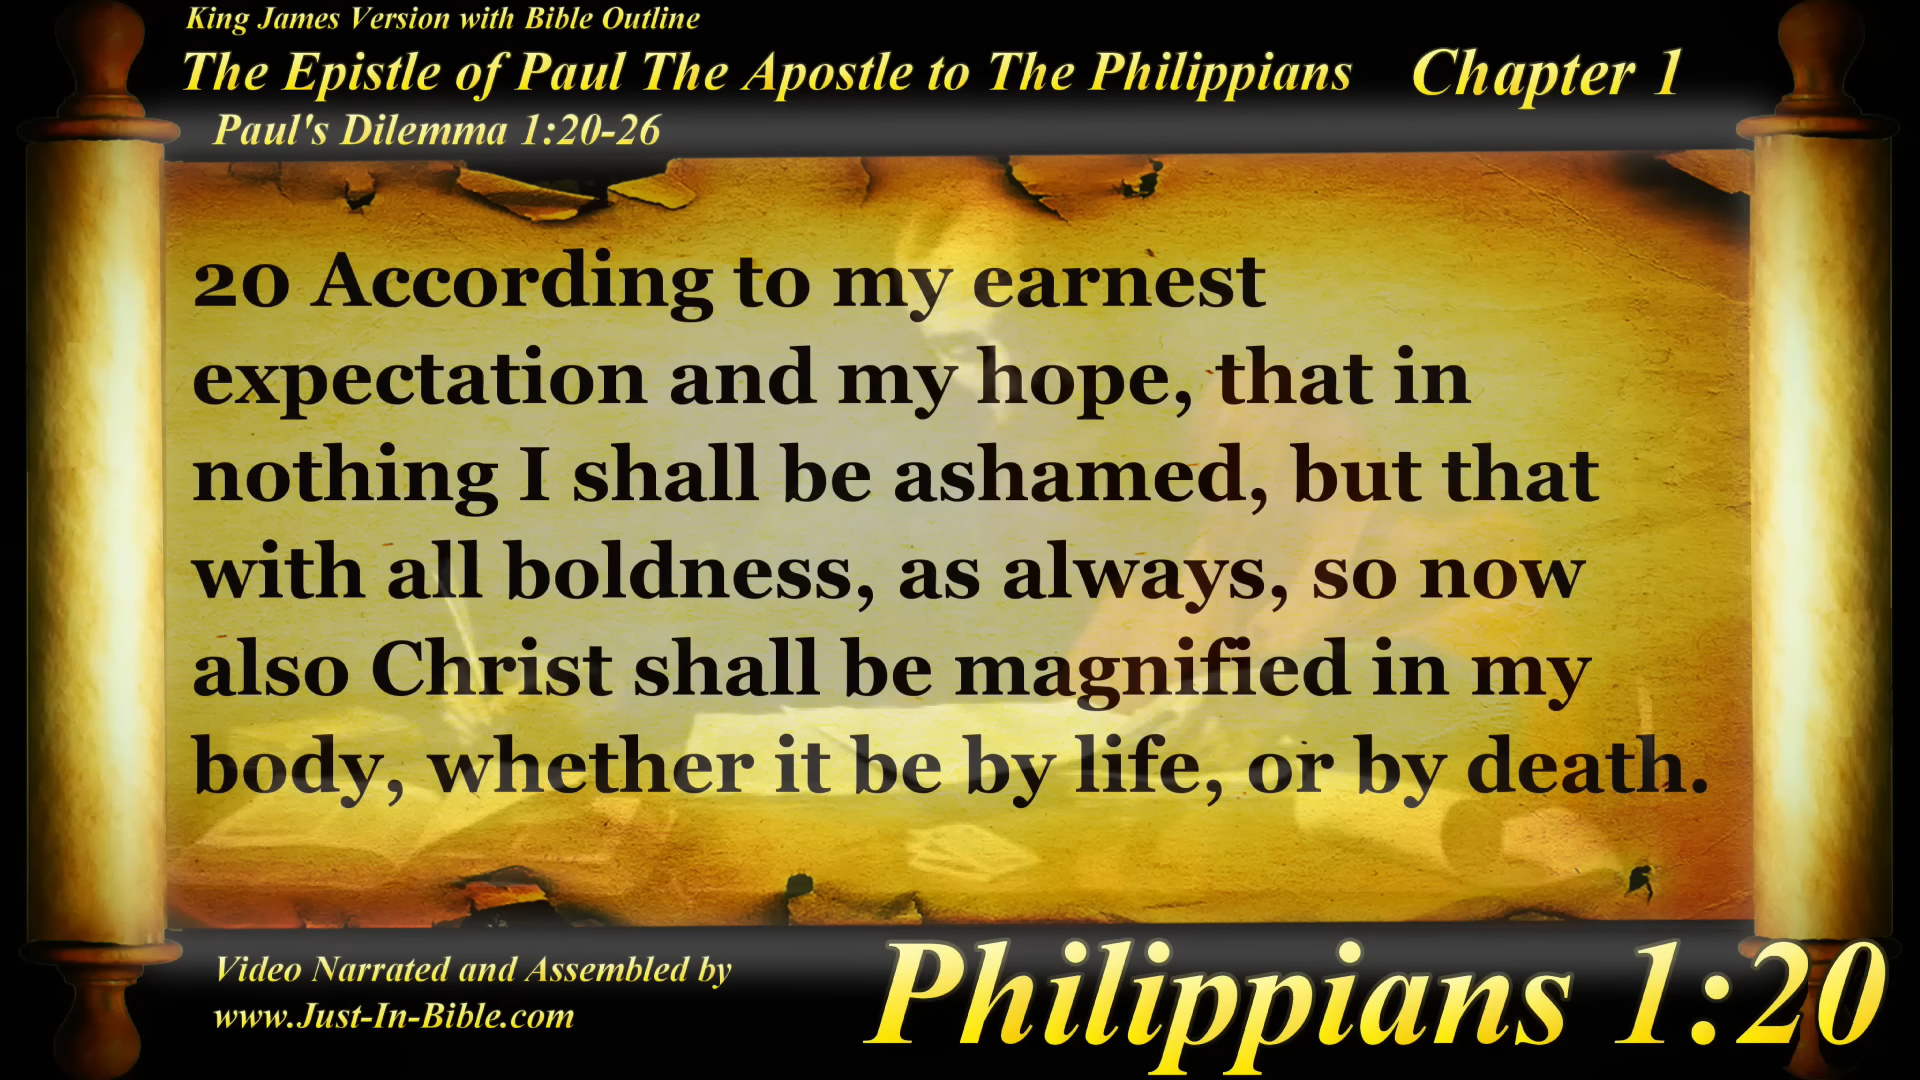 King James Version with Bible Outline
The Epistle of Paul The Apostle to The Philippians Chapter 1
Paul's Dilemma 1:20-26
20 According to my earnest
expectation and my hope, that in
nothing I shall be ashamed, but that
with all boldness, as always, so now
also Christ shall be magnified in my
body, whether it be by life, or by death.
Video Narrated and Assembled by
www.Just-In-Bible.com
Philippians 1:20